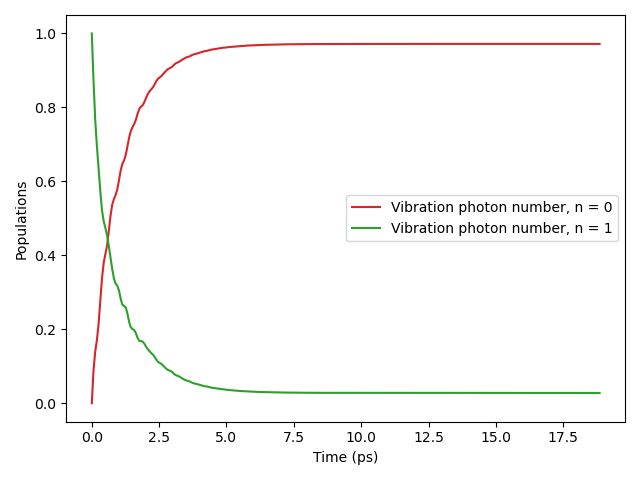 1.0
0.8
0.6
0.4
0.2
0.0
Populations
Vibration photon number, n = 0
Vibration photon number, n = 1
0.0 2.5 5.0 7.5 10.0 12.5 15.0 17.5
Time (ps)